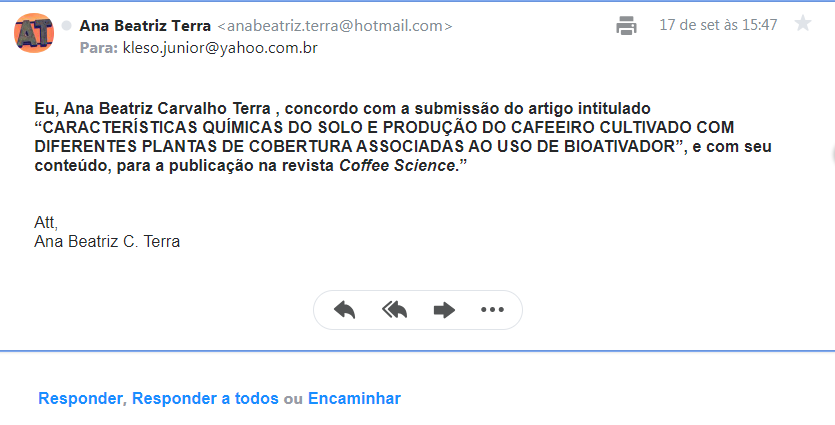 AT
Ana Beatriz Terra <anabeatriz.terra@hotmail.com>
17 de set às 15:47
Para: kleso.junior@yahoo.com.br
Eu, Ana Beatriz Carvalho Terra , concordo com a submissão do artigo intitulado
“CARACTERÍSTICAS QUÍMICAS DO SOLO E PRODUÇÃO DO CAFEEIRO CULTIVADO COM
DIFERENTES PLANTAS DE COBERTURA ASSOCIADAS AO USO DE BIOATIVADOR”, e com seu
conteúdo, para a publicação na revista Coffee Science.”
Att,
Ana Beatriz C. Terra
Responder, Responder a todos ou Encaminhar